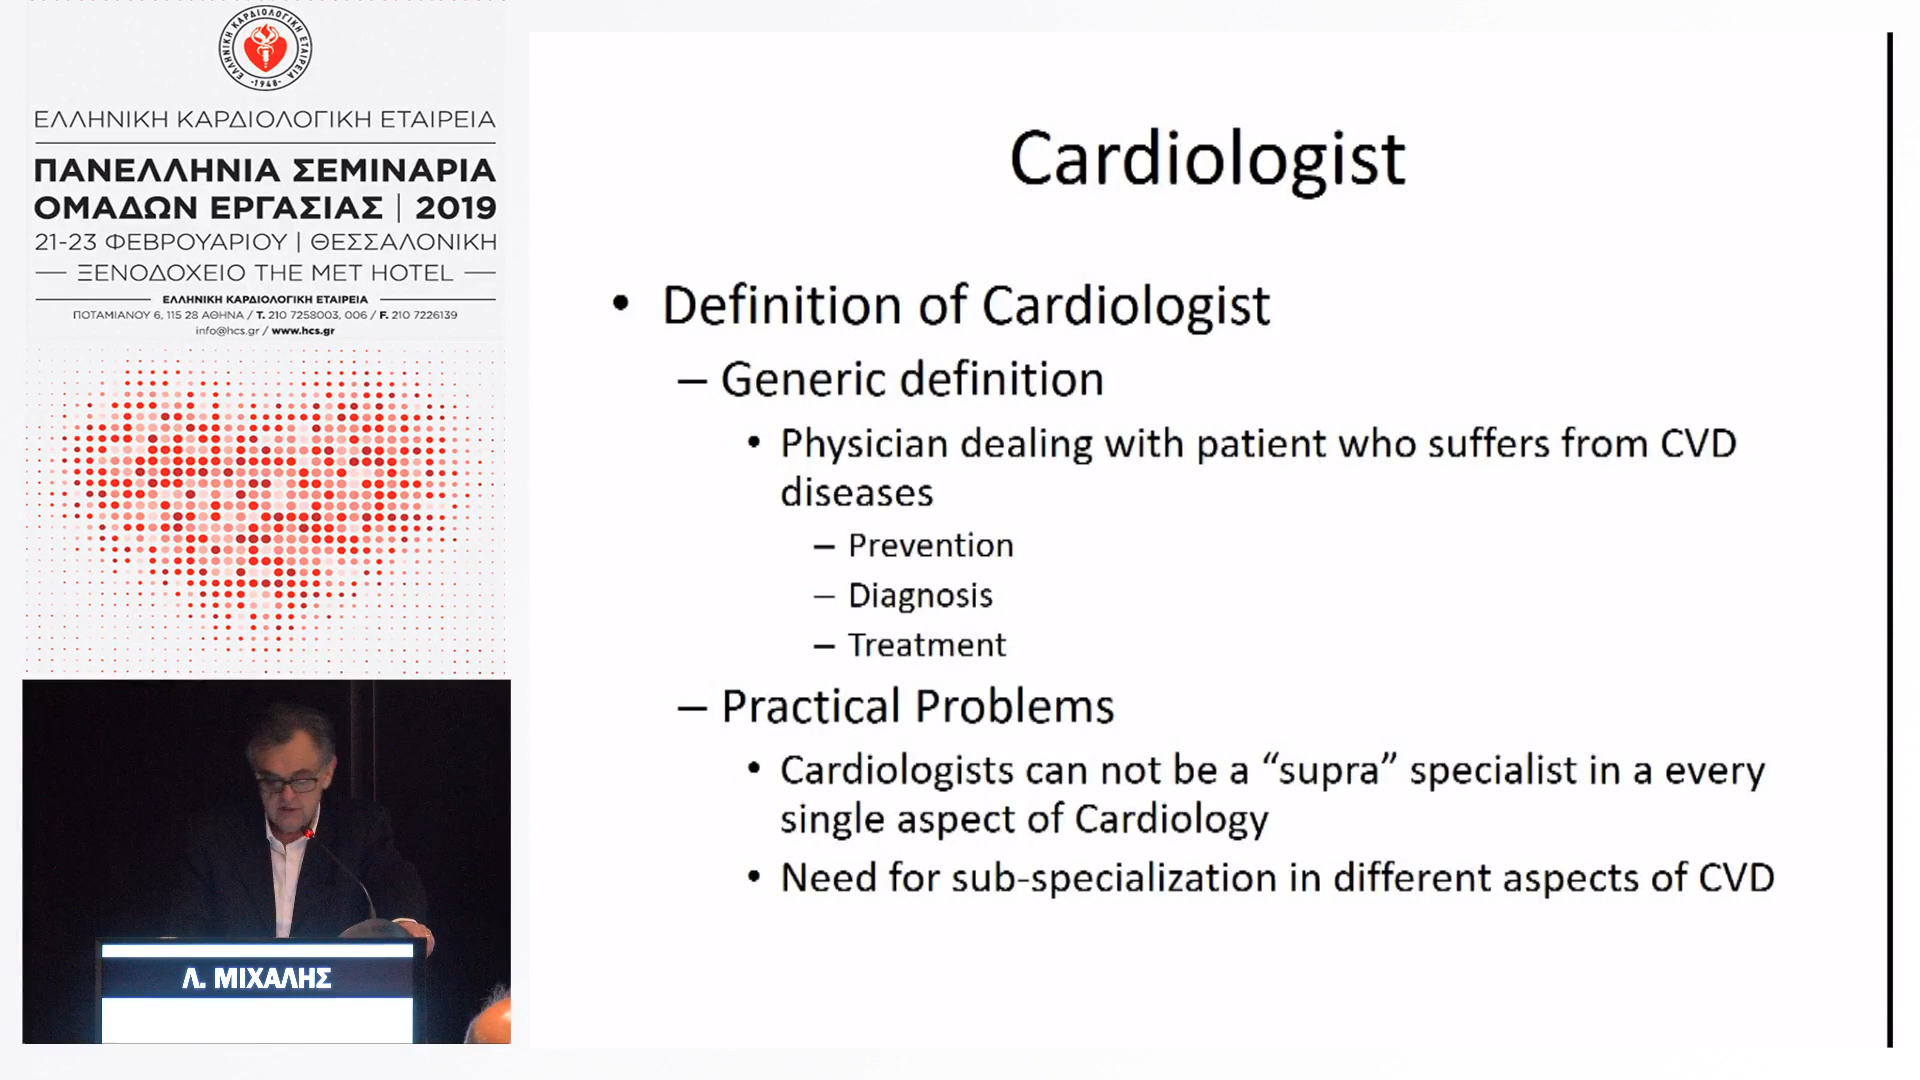 ΕΛΛΗΝΙΚΗ ΚΑΡΔΙΟΛΟΓΙΚΗ ΕΤΑΙΡΕΙΑ
-1948-
ΕΛΛΗΝΙΚΗ ΚΑΡΔΙΟΛΟΓΙΚΗ ΕΤΑΙΡΕΙΑ
ΠΑΝΕΛΛΗΝΙΑ ΣΕΜΙΝΑΡΙΑ
ΟΜΑΔΩΝ ΕΡΓΑΣΙΑΣ | 2019
21-23 ΦΕΒΡΟΥΑΡΙΟΥ | ΘΕΣΣΑΛΟΝΙΚΗ
— ΞΕΝΟΔΟΧΕΙΟ THE MET HOTEL —
ΕΛΛΗΝΙΚΗ ΚΑΡΔΙΟΛΟΓΙΚΗ ΕΤΑΙΡΕΙΑ
ΠΟΤΑΜΙΑΝΟΥ 6, 115 28 ΑΘΗΝΑ / T. 210 7258003, 006 / F. 210 7226139
info@hcs.gr / www.hcs.gr
Λ. ΜΙΧΑΛΗΣ
Cardiologist
• Definition of Cardiologist
– Generic definition
• Physician dealing with patient who suffers from CVD
diseases
– Prevention
– Diagnosis
– Treatment
– Practical Problems
• Cardiologists can not be a “supra” specialist in a every
single aspect of Cardiology
• Need for sub-specialization in different aspects of CVD